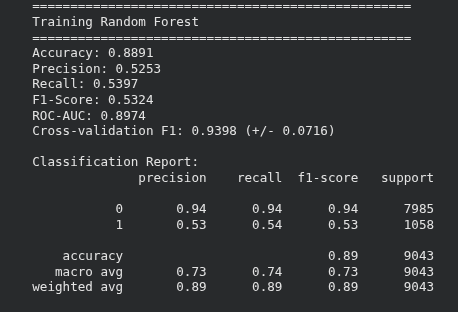 ==================================================
Training Random Forest
==================================================
Accuracy: 0.8891
Precision: 0.5253
Recall: 0.5397
F1-Score: 0.5324
ROC-AUC: 0.8974
Cross-validation F1: 0.9398 (+/- 0.0716)
Classification Report:
              precision    recall  f1-score   support
           0       0.94      0.94      0.94      7985
           1       0.53      0.54      0.53      1058
    accuracy                           0.89      9043
   macro avg       0.73      0.74      0.73      9043
weighted avg       0.89      0.89      0.89      9043